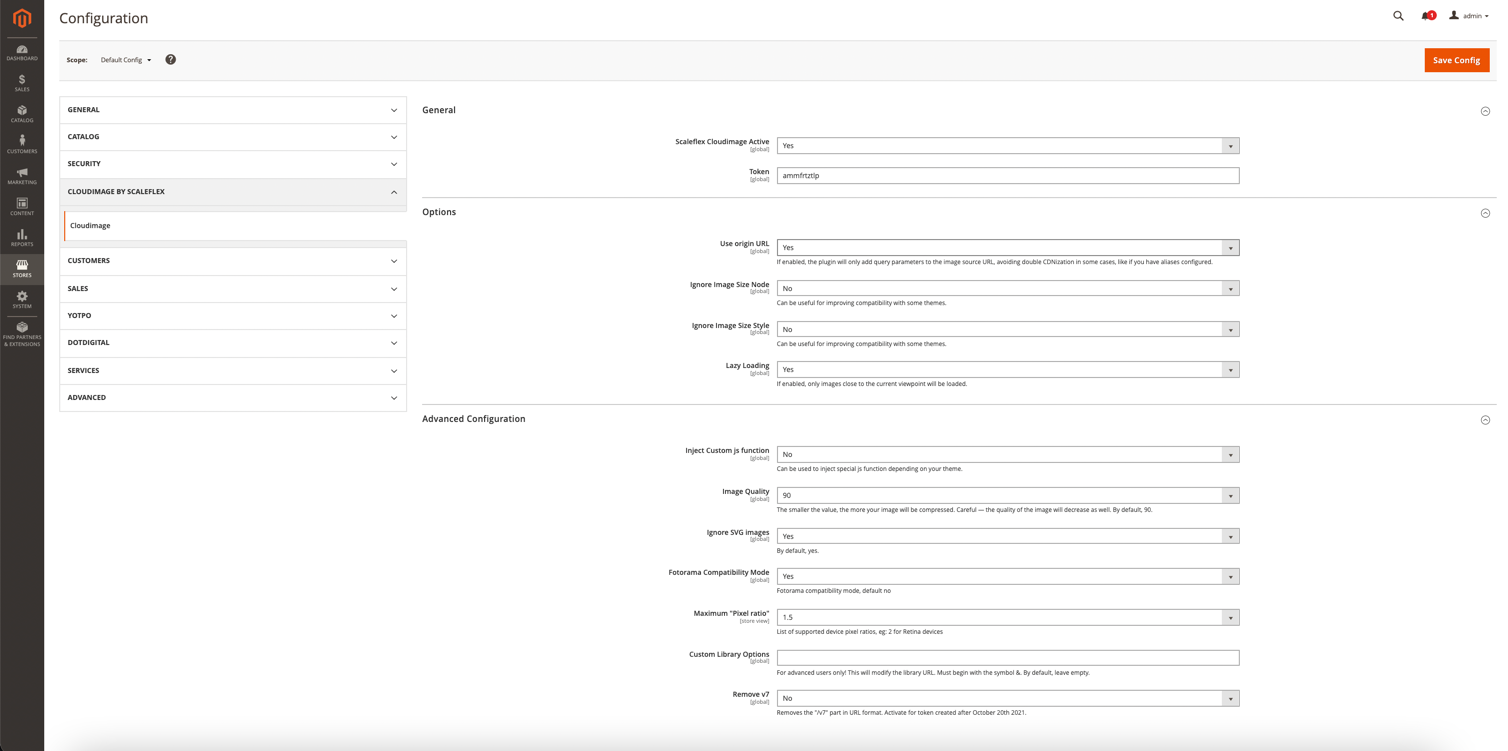 Configuration
1
admin
DASHBOARD
SALES
CATALOG
CUSTOMERS
MARKETING
CONTENT
REPORTS
STORES
SYSTEM
FIND PARTNERS
& EXTENSIONS
Scope:
Default Config
?
Save Config
GENERAL
CATALOG
SECURITY
CLOUDIMAGE BY SCALEFLEX
Cloudimage
CUSTOMERS
SALES
YOTPO
DOTDIGITAL
SERVICES
ADVANCED
General
Scaleflex Cloudimage Active
[global]
Yes
Token
[global]
ammfrtztlp
Options
Use origin URL
[global]
Yes
If enabled, the plugin will only add query parameters to the image source URL, avoiding double CDNization in some cases, like if you have aliases configured.
Ignore Image Size Node
[global]
No
Can be useful for improving compatibility with some themes.
Ignore Image Size Style
[global]
No
Can be useful for improving compatibility with some themes.
Lazy Loading
[global]
Yes
If enabled, only images close to the current viewpoint will be loaded.
Advanced Configuration
Inject Custom js function
[global]
No
Can be used to inject special js function depending on your theme.
Image Quality
[global]
90
The smaller the value, the more your image will be compressed. Careful — the quality of the image will decrease as well. By default, 90.
Ignore SVG images
[global]
Yes
By default, yes.
Fotorama Compatibility Mode
[global]
Yes
Fotorama compatibility mode, default no
Maximum "Pixel ratio"
[store view]
1.5
List of supported device pixel ratios, eg: 2 for Retina devices
Custom Library Options
[global]
For advanced users only! This will modify the library URL. Must begin with the symbol &. By default, leave empty.
Remove v7
[global]
No
Removes the "/v7" part in URL format. Activate for token created after October 20th 2021.